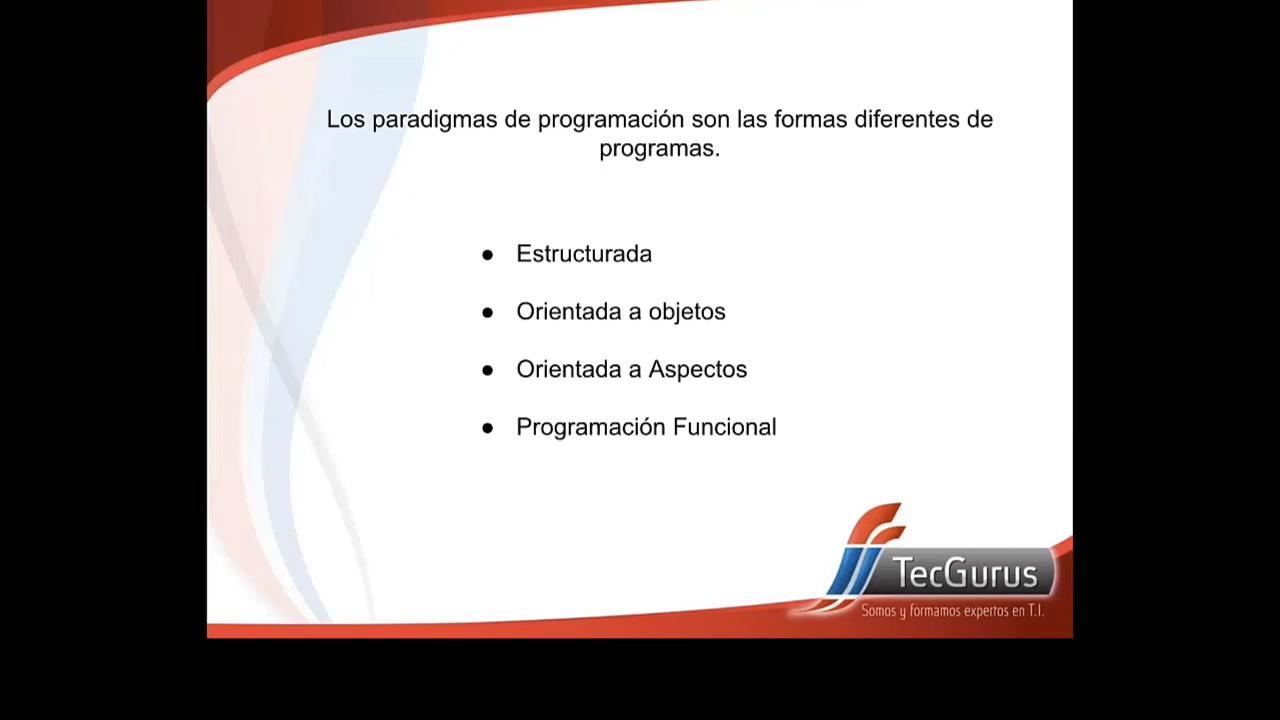 Los paradigmas de programación son las formas diferentes de
programas.
● Estructurada
● Orientada a objetos
● Orientada a Aspectos
● Programación Funcional
TecGurus
Somos y formamos expertos en T.I.